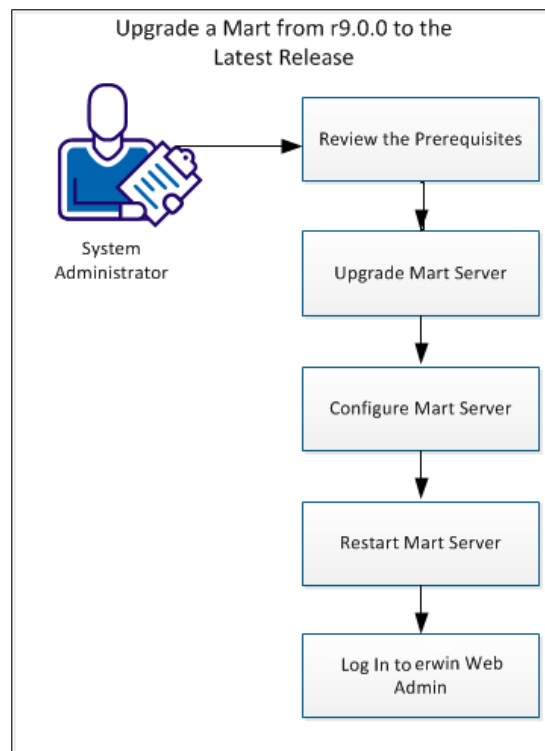 Upgrade a Mart from r9.0.0 to the
Latest Release
Review the Prerequisites
System
Administrator
Upgrade Mart Server
Configure Mart Server
Restart Mart Server
Log In to erwin Web
Admin